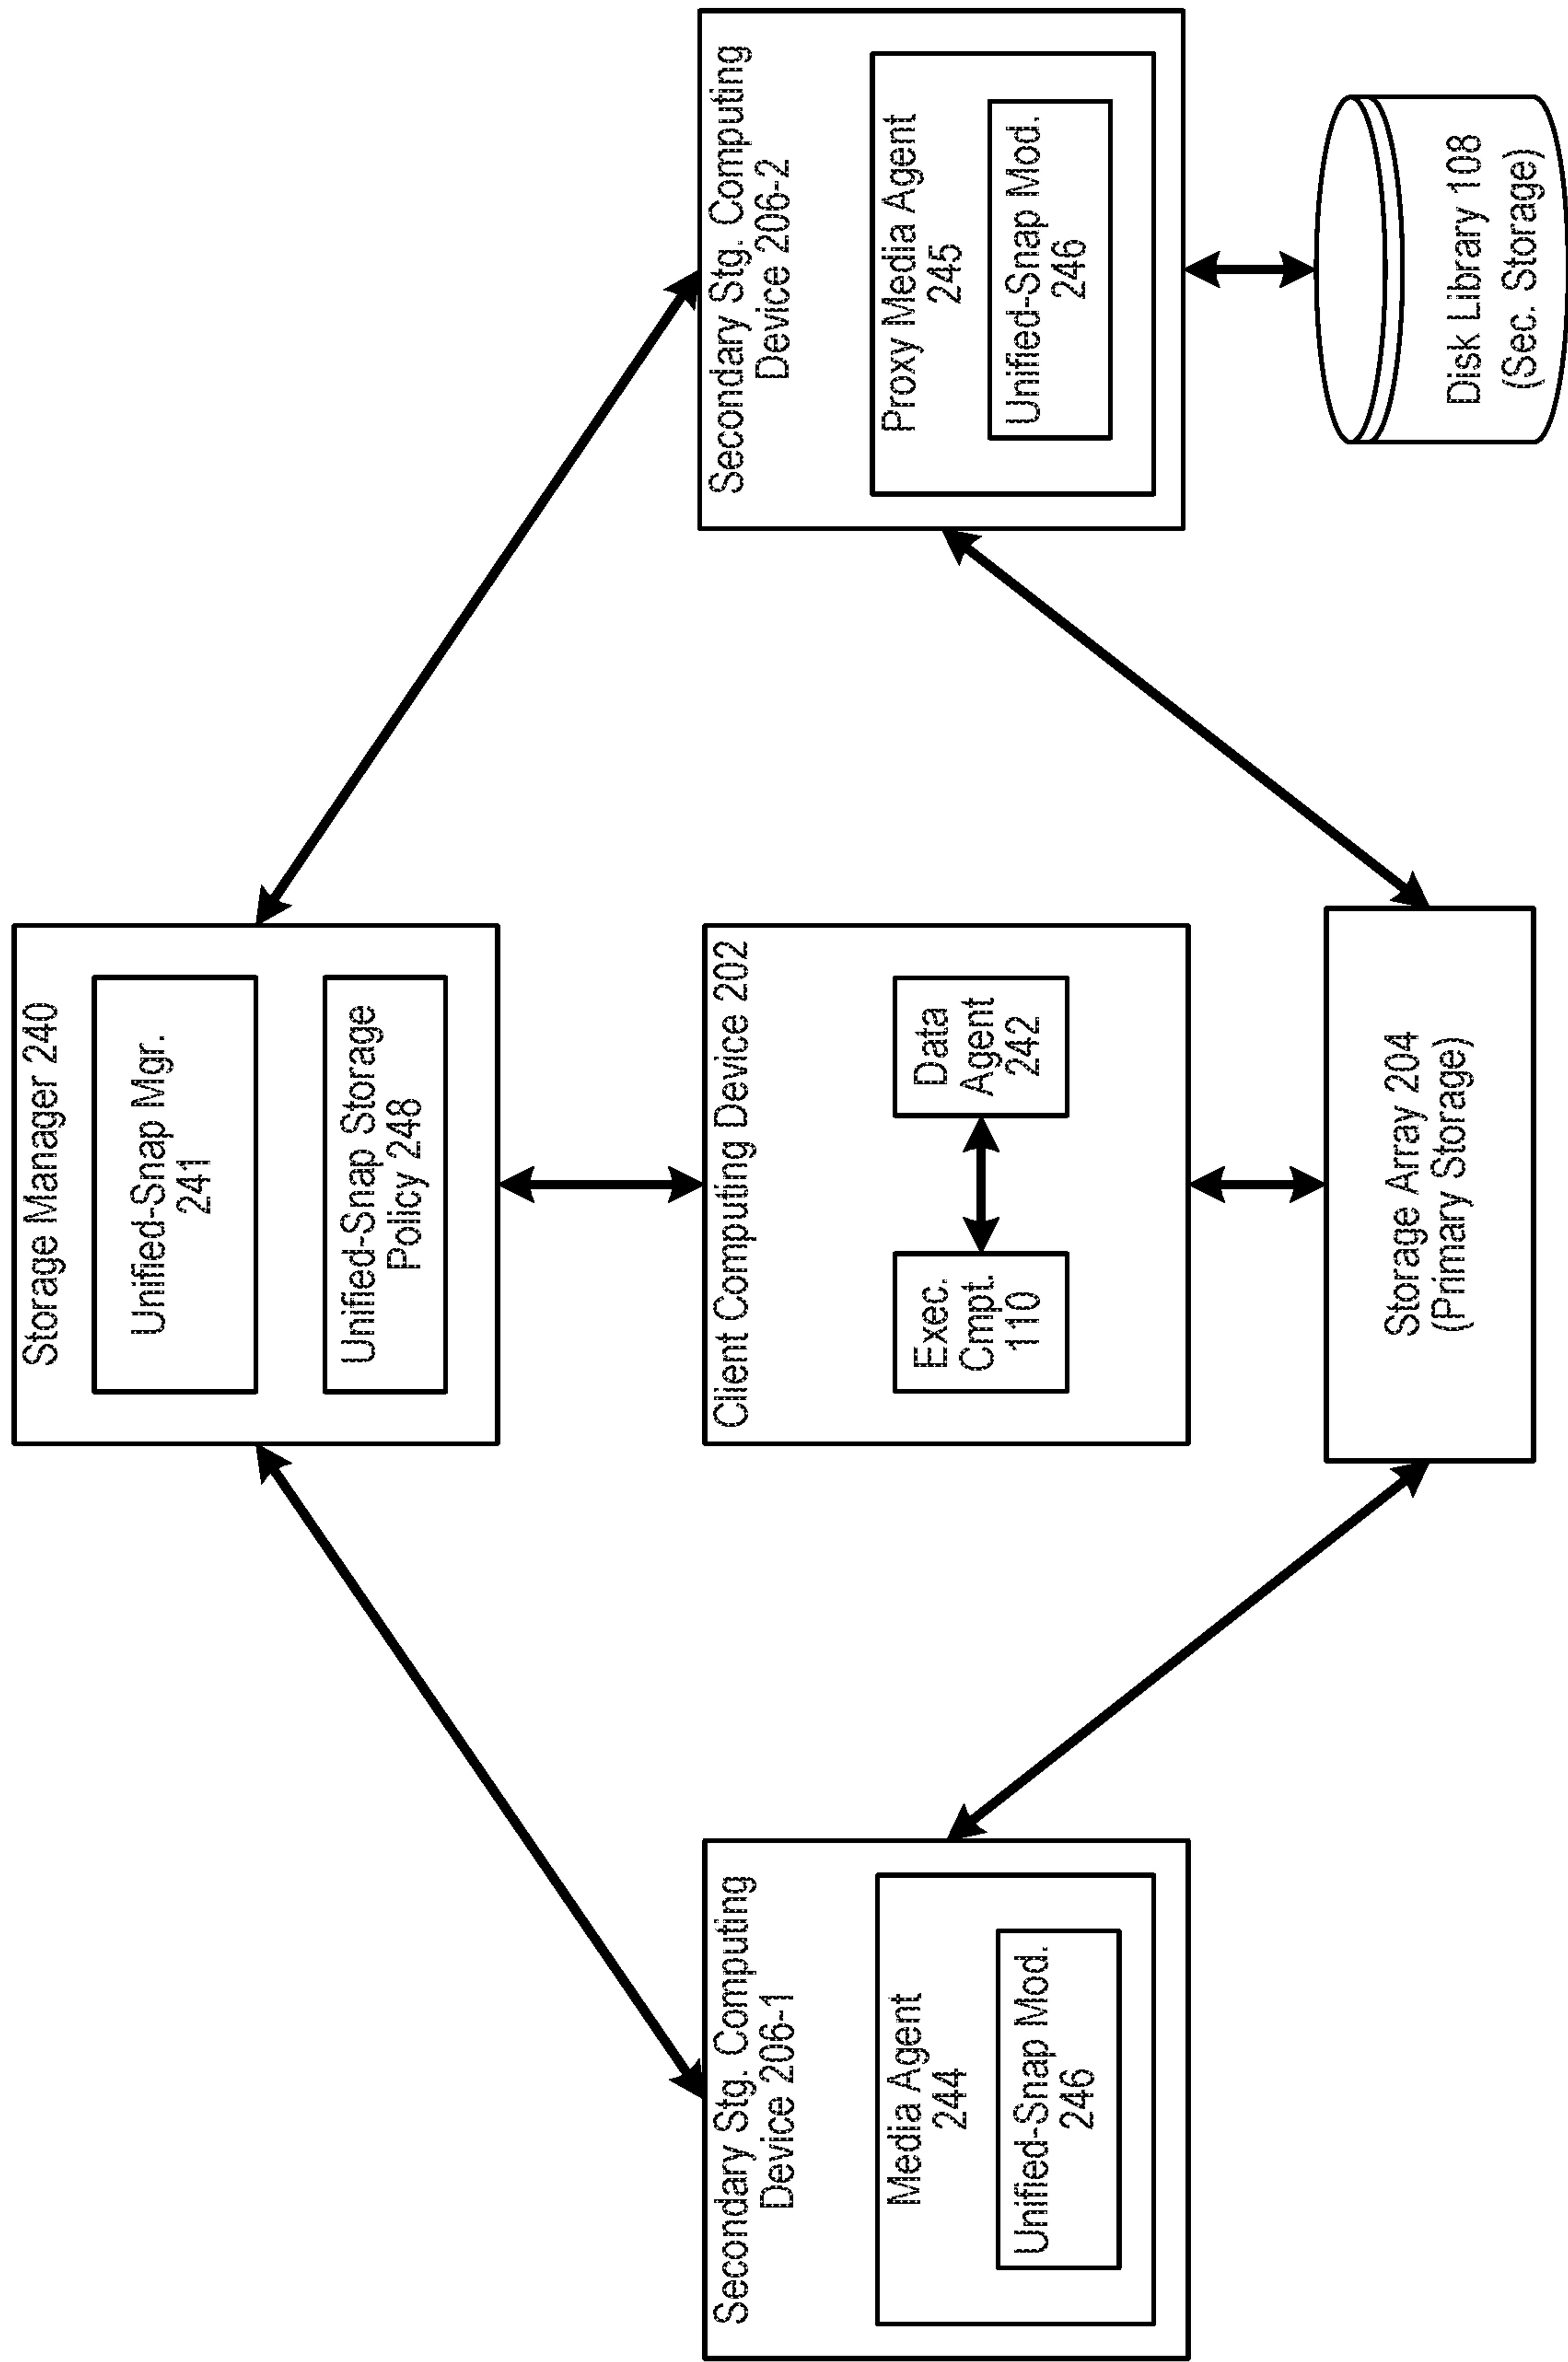 Storage Manager 240
Unified-Snap Mgr.
241
Unified-Snap Storage
Policy 248
Secondary Stg. Computing
Device 206-1
Media Agent
244
Unified-Snap Mod.
246
Client Computing Device 202
Exec.
Cmpt.
110
Data
Agent
242
Secondary Stg. Computing
Device 206-2
Proxy Media Agent
245
Unified-Snap Mod.
246
Storage Array 204
(Primary Storage)
Disk Library 108
(Sec. Storage)